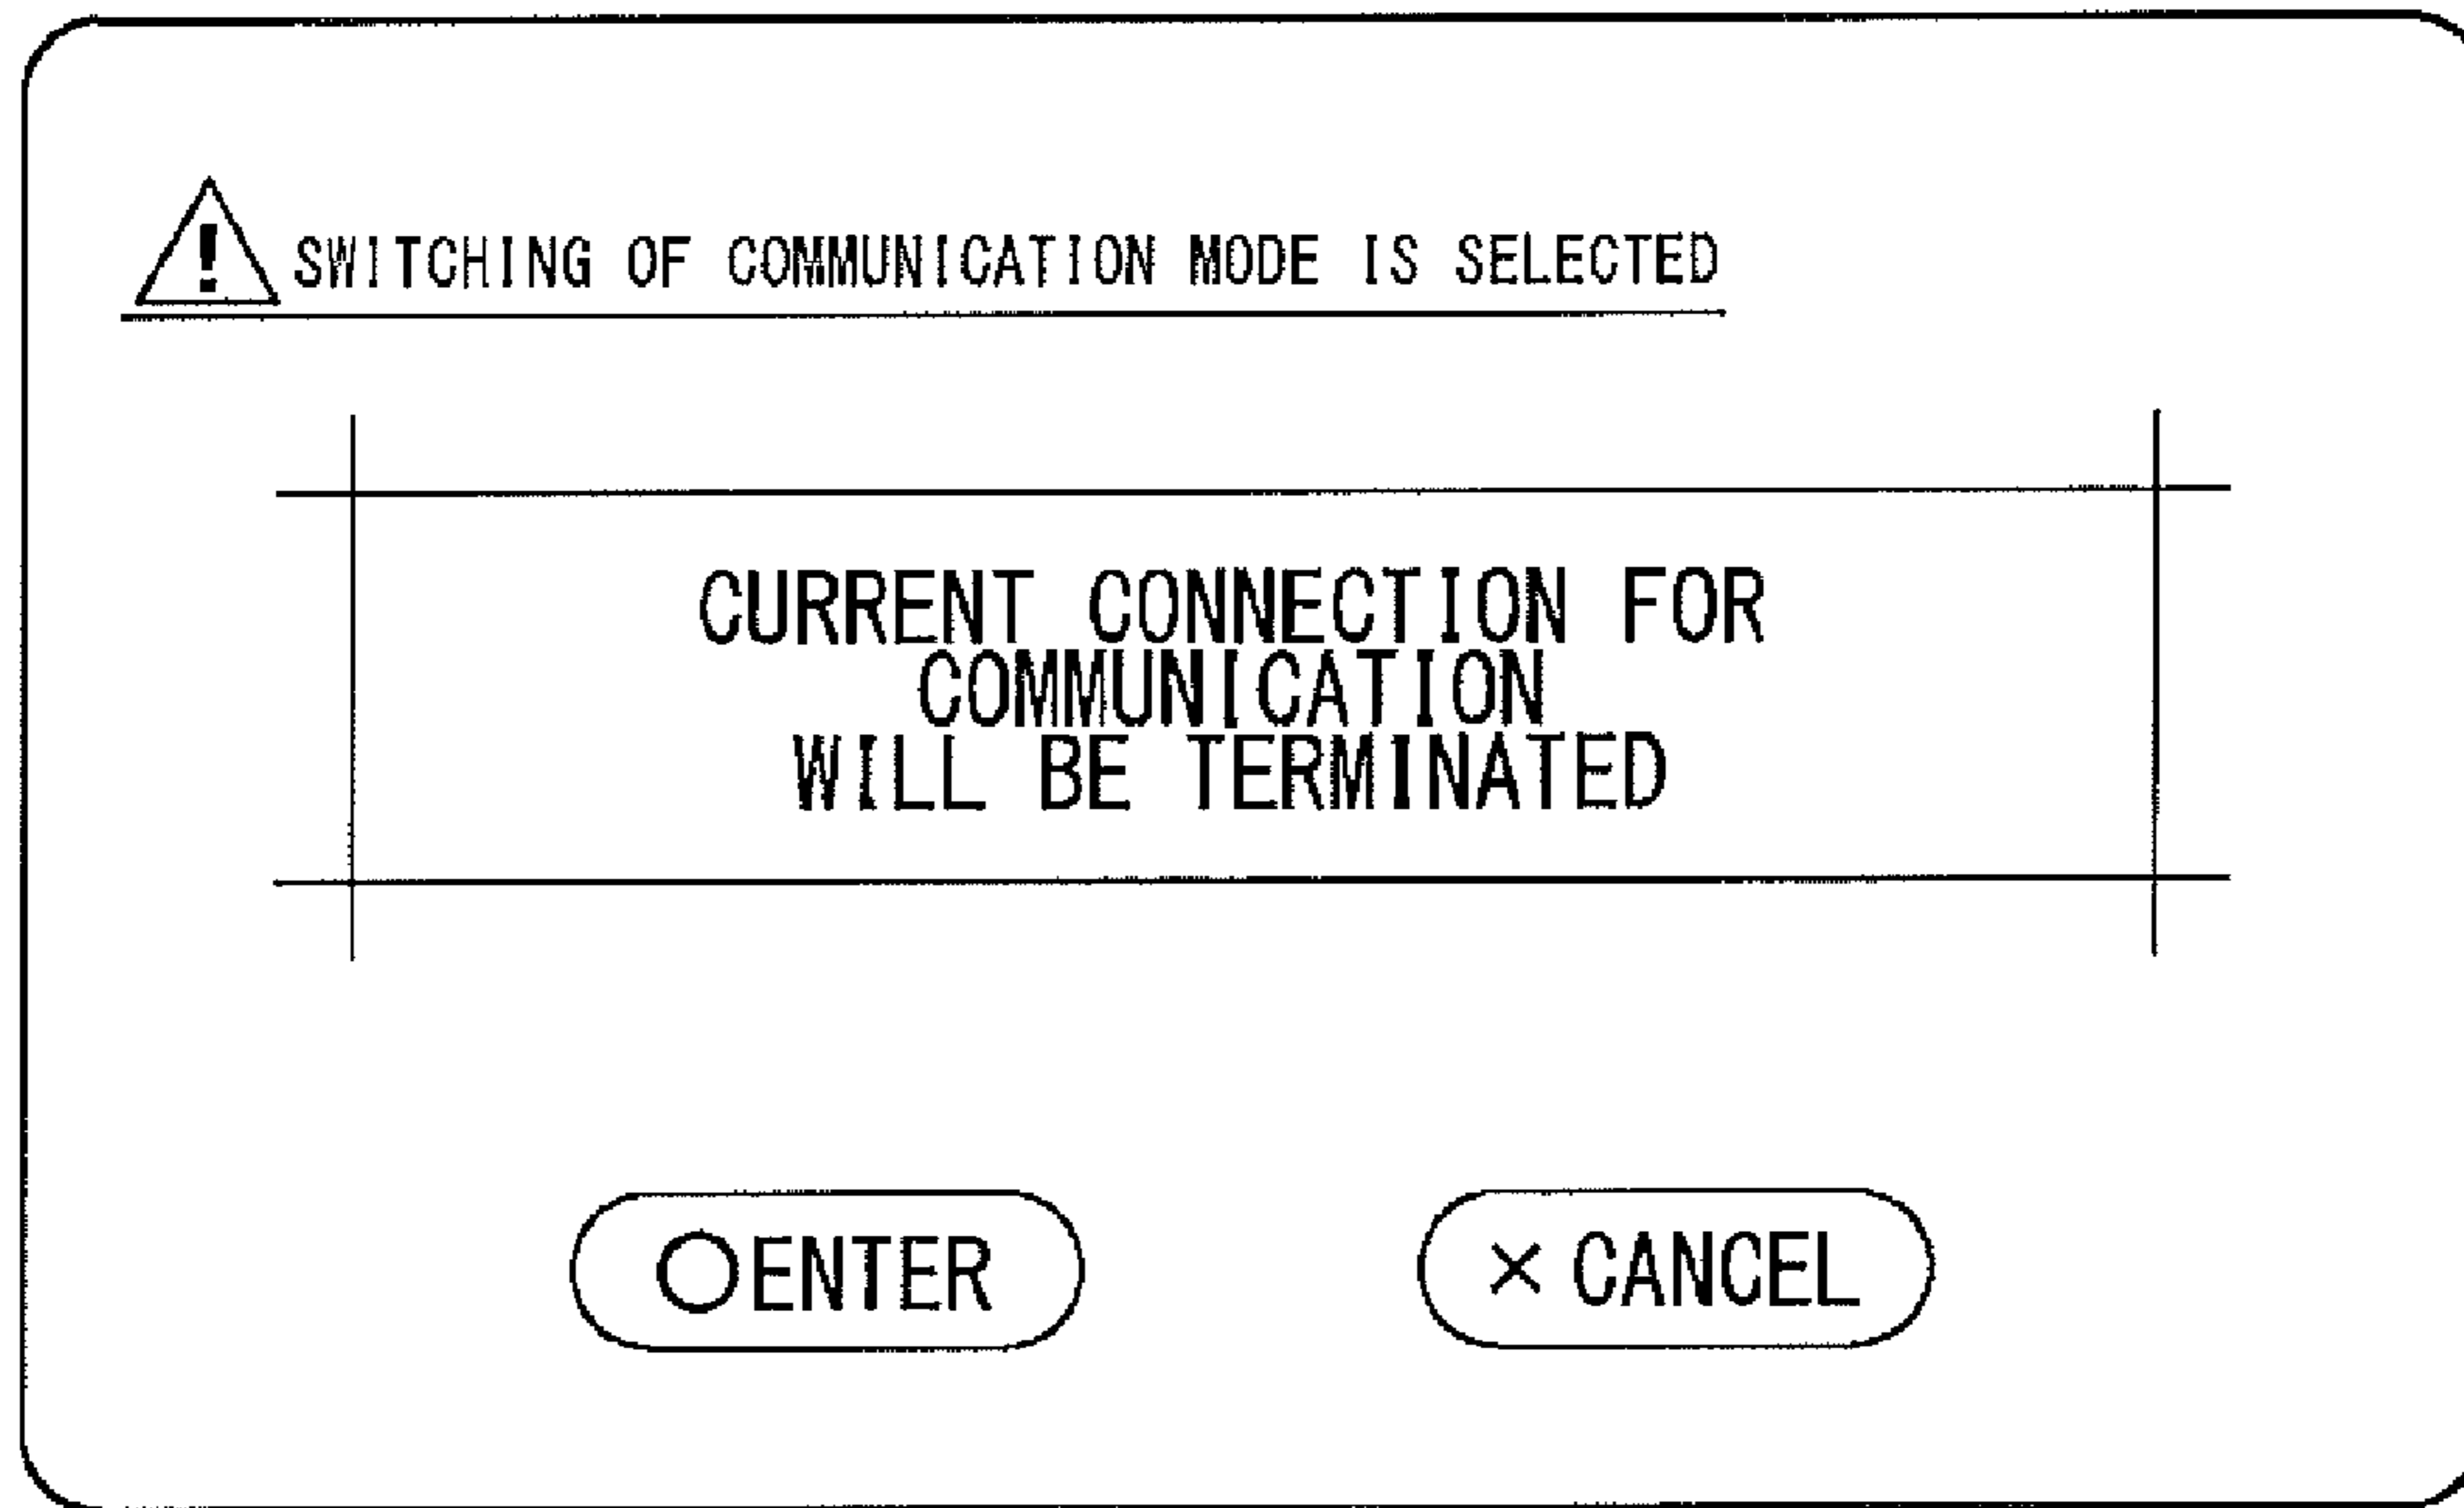 SWITCHING OF COMMUNICATION MODE IS SELECTED
CURRENT CONNECTION FOR
COMMUNICATION
WILL BE TERMINATED
○ENTER
× CANCEL